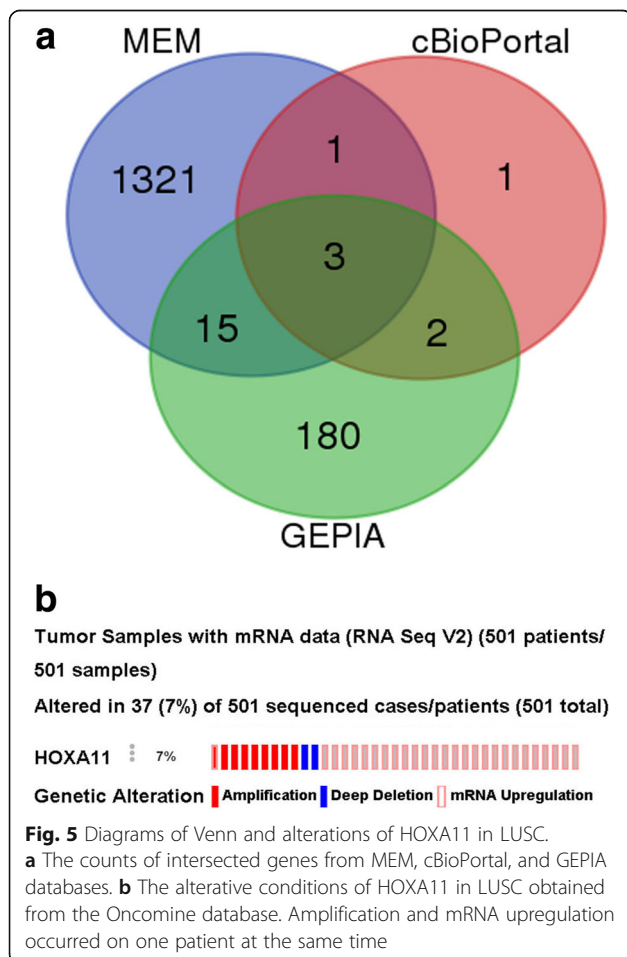 a
MEM
cBioPortal
1
1321
1
3
15
2
180
GEPIA
b
Tumor Samples with mRNA data (RNA Seq V2) (501 patients/
501 samples)
Altered in 37 (7%) of 501 sequenced cases/patients (501 total)
HOXA11 7%
Genetic Alteration Amplification Deep Deletion mRNA Upregulation
Fig. 5 Diagrams of Venn and alterations of HOXA11 in LUSC.
a The counts of intersected genes from MEM, cBioPortal, and GEPIA
databases. b The alterative conditions of HOXA11 in LUSC obtained
from the Oncomine database. Amplification and mRNA upregulation
occurred on one patient at the same time